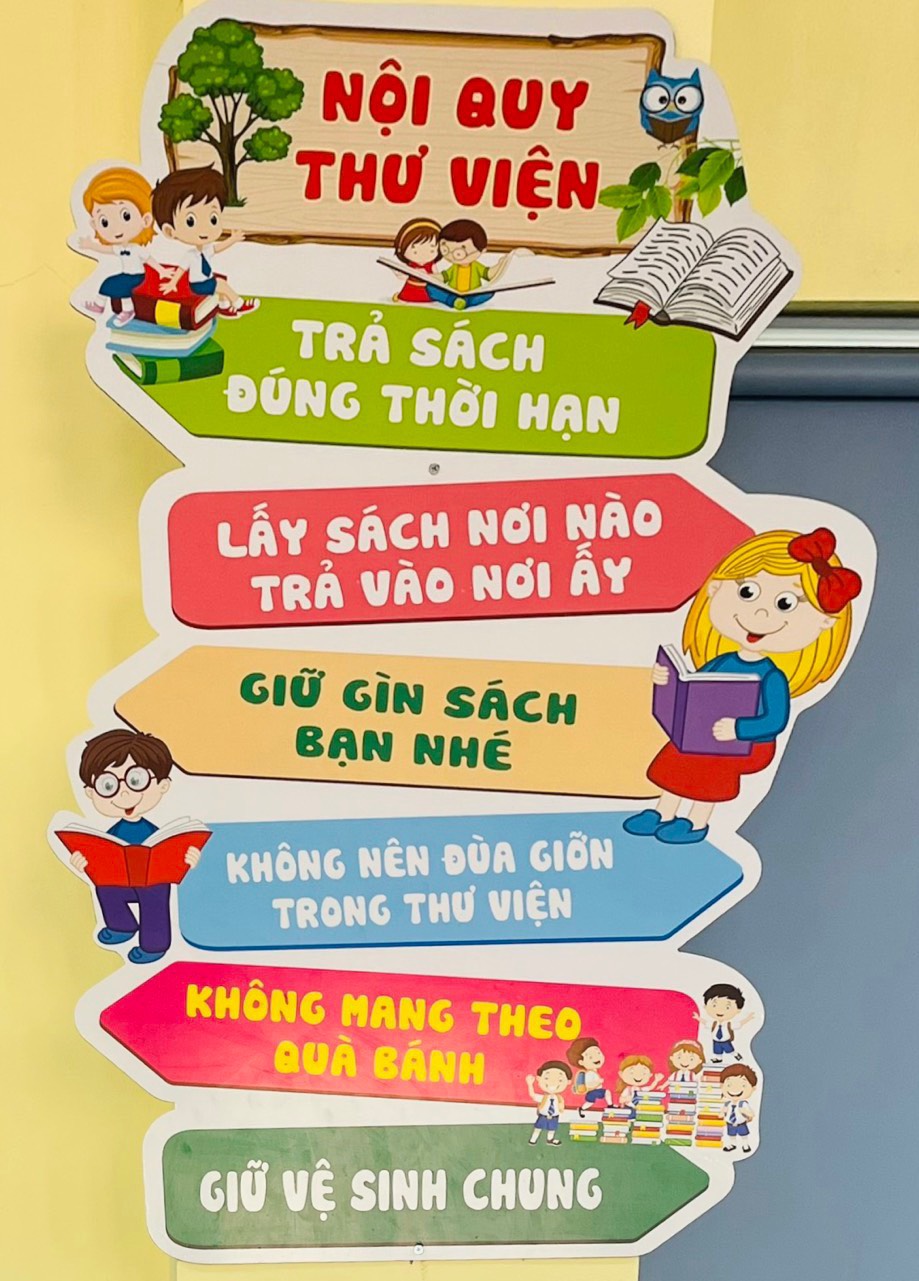 NỘI QUY
THƯ VIỆN
TRẢ SÁCH
ĐÚNG THỜI HẠN
LẤY SÁCH NƠI NÀO
TRẢ VÀO NƠI ẤY
GIỮ GÌN SÁCH
BẠN NHÉ
KHÔNG NÊN ĐÙA GIỠN
TRONG THƯ VIỆN
KHÔNG MANG THEO
QUÀ BÁNH
GIỮ VỆ SINH CHUNG